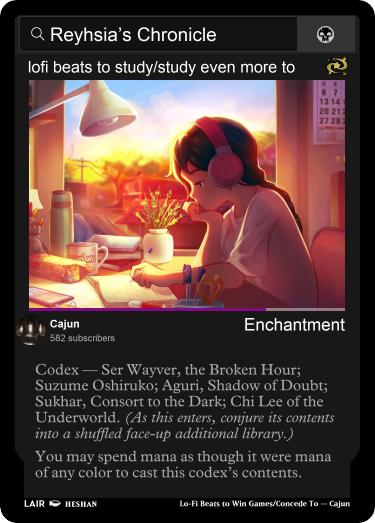 Reyhsia's Chronicle
lofi beats to study/study even more to
Cajun
582 subscribers
Enchantment
Codex — Ser Wayver, the Broken Hour;
Suzume Oshiruko; Aguri, Shadow of Doubt;
Sukhar, Consort to the Dark; Chi Lee of the
Underworld. (As this enters, conjure its contents
into a shuffled face-up additional library.)
You may spend mana as though it were mana
of any color to cast this codex's contents.
LAIR HESHAN
Lo-Fi Beats to Win Games/Concede To — Cajun